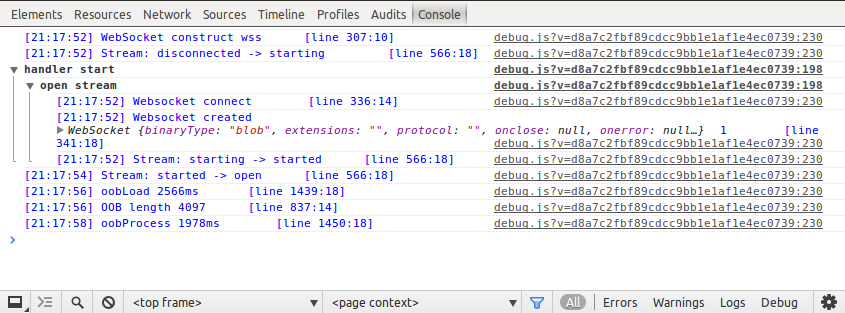 Elements Resources Network Sources Timeline Profiles Audits Console
[21:17:52] WebSocket construct wss [line 307:10] debug.js?v=d8a7c2fbf89cdcc9bb1e1af1e4ec0739:230
[21:17:52] Stream: disconnected -> starting [line 566:18] debug.js?v=d8a7c2fbf89cdcc9bb1e1af1e4ec0739:230
handler start debug.js?v=d8a7c2fbf89cdcc9bb1e1af1e4ec0739:198
open stream debug.js?v=d8a7c2fbf89cdcc9bb1e1af1e4ec0739:198
[21:17:52] Websocket connect [line 336:14] debug.js?v=d8a7c2fbf89cdcc9bb1e1af1e4ec0739:230
[21:17:52] Websocket created
WebSocket {binaryType: "blob", extensions: "", protocol: "", onclose: null, onerror: null…} 1 [line
341:18] debug.js?v=d8a7c2fbf89cdcc9bb1e1af1e4ec0739:230
[21:17:52] Stream: starting -> started [line 566:18] debug.js?v=d8a7c2fbf89cdcc9bb1e1af1e4ec0739:230
[21:17:54] Stream: started -> open [line 566:18] debug.js?v=d8a7c2fbf89cdcc9bb1e1af1e4ec0739:230
[21:17:56] oobLoad 2566ms [line 1439:18] debug.js?v=d8a7c2fbf89cdcc9bb1e1af1e4ec0739:230
[21:17:56] OOB length 4097 [line 837:14] debug.js?v=d8a7c2fbf89cdcc9bb1e1af1e4ec0739:230
[21:17:58] oobProcess 1978ms [line 1450:18] debug.js?v=d8a7c2fbf89cdcc9bb1e1af1e4ec0739:230
<top frame> <page context> All Errors Warnings Logs Debug